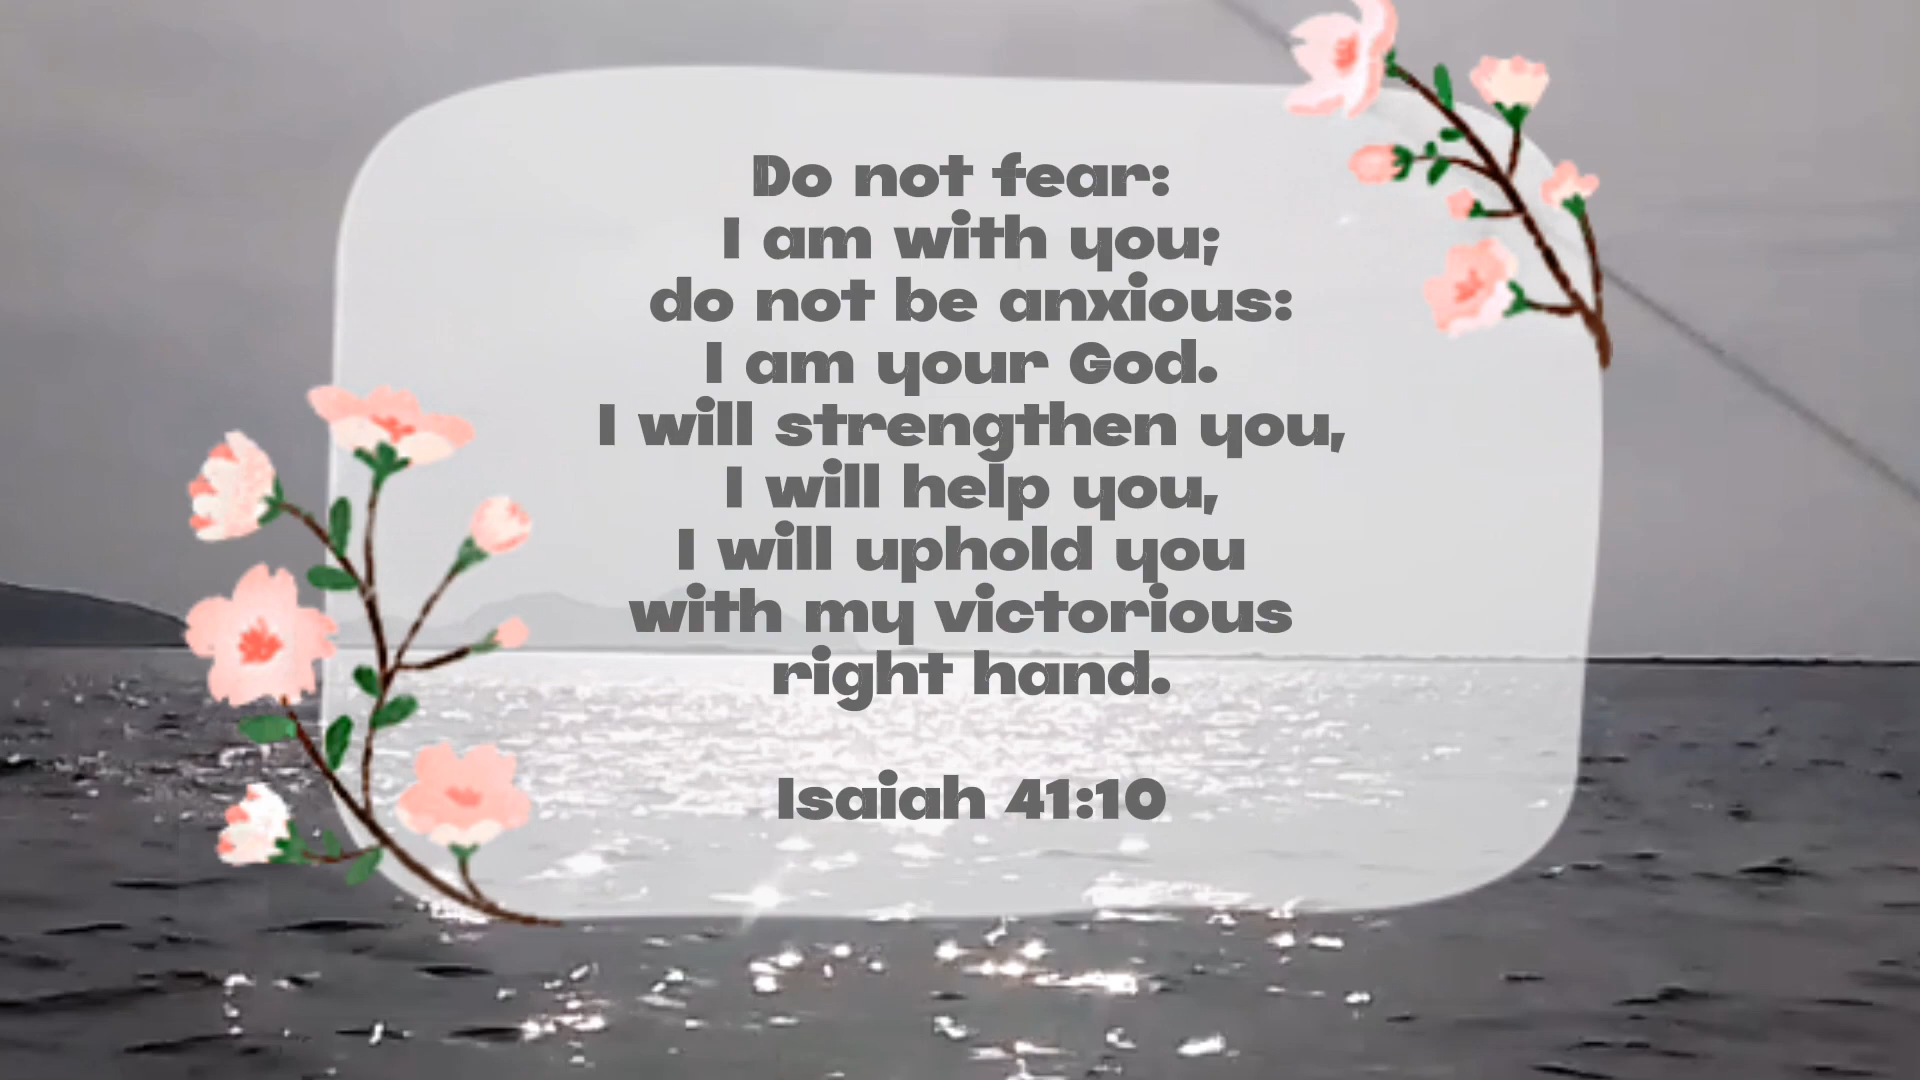 Do not fear:
I am with you;
do not be anxious:
I am your God.
I will strengthen you,
I will help you,
I will uphold you
with my victorious
right hand.
Isaiah 41:10